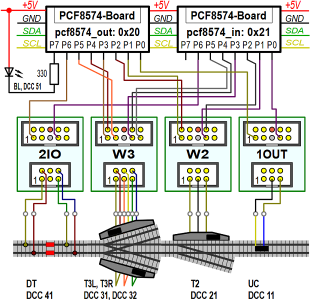 +5V PCF8574-Board +5V PCF8574-Board +5V
GND GND GND
SDA pcf8574_out: 0x20 SDA pcf8574_in: 0x21 SDA
SCL SCL SCL
P7 P6 P5 P4 P3 P2 P1 P0 P7 P6 P5 P4 P3 P2 P1 P0
330
BL, DCC 51
2IO W3 W2 1OUT
1 1 1 1
DT T3L, T3R T2 UC
DCC 41 DCC 31, DCC 32 DCC 21 DCC 11